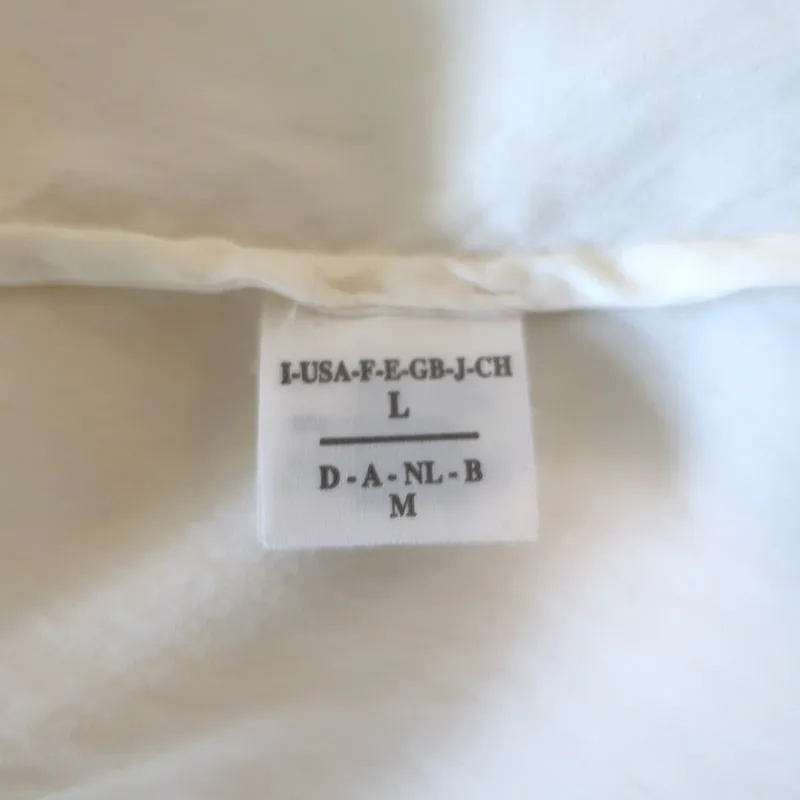 I-USA-F-E-GB-J-CH
L
D - A - NL - B
M